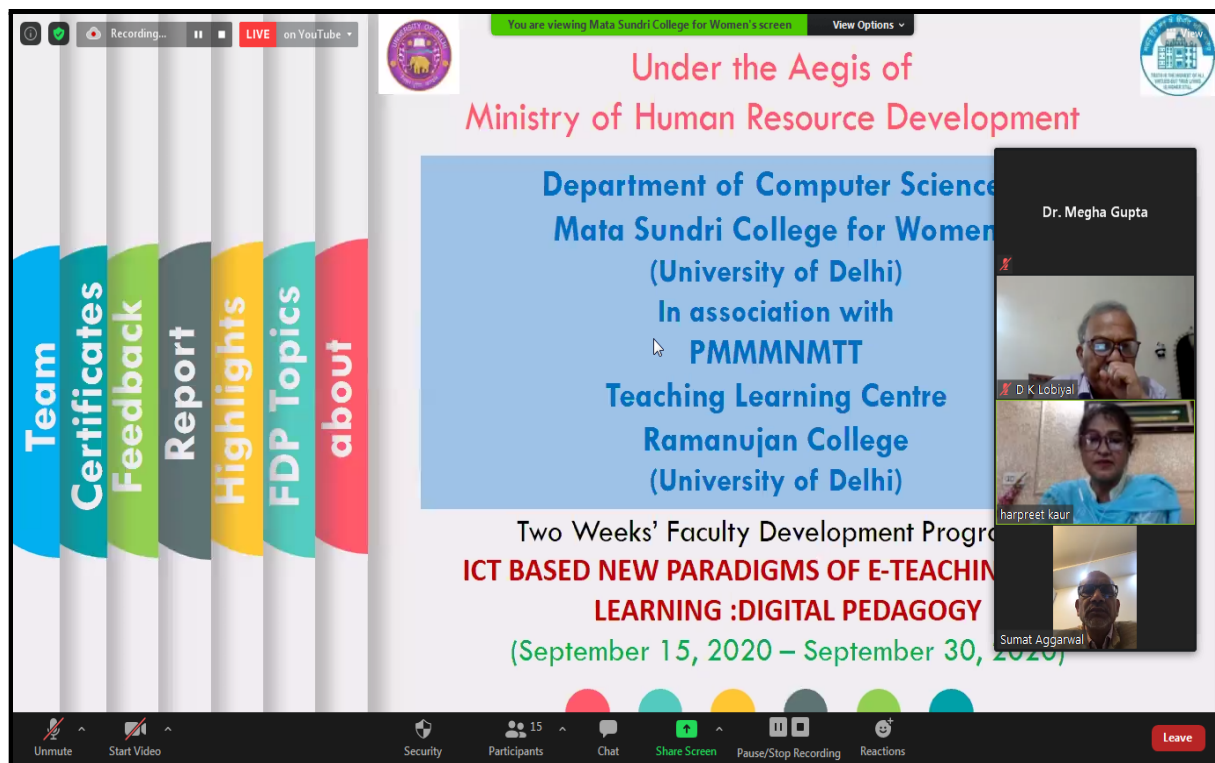 Recording...
LIVE on YouTube
You are viewing Mata Sundri College for Women's screen
View Options
View
UNIVERSITY OF DELHI
Under the Aegis of
Ministry of Human Resource Development
Department of Computer Science
Mata Sundri College for Women
(University of Delhi)
In association with
PMMMNMTT
Teaching Learning Centre
Ramanujan College
(University of Delhi)
Two Weeks' Faculty Development Progra
ICT BASED NEW PARADIGMS OF E-TEACHIN
LEARNING :DIGITAL PEDAGOGY
(September 15, 2020 – September 30, 2020)
Team
Certificates
Feedback
Report
Highlights
FDP Topics
about
Dr. Megha Gupta
D K Lobiyal
harpreet kaur
Sumat Aggarwal
Unmute
Start Video
Security
Participants
15
Chat
Share Screen
Pause/Stop Recording
Reactions
Leave